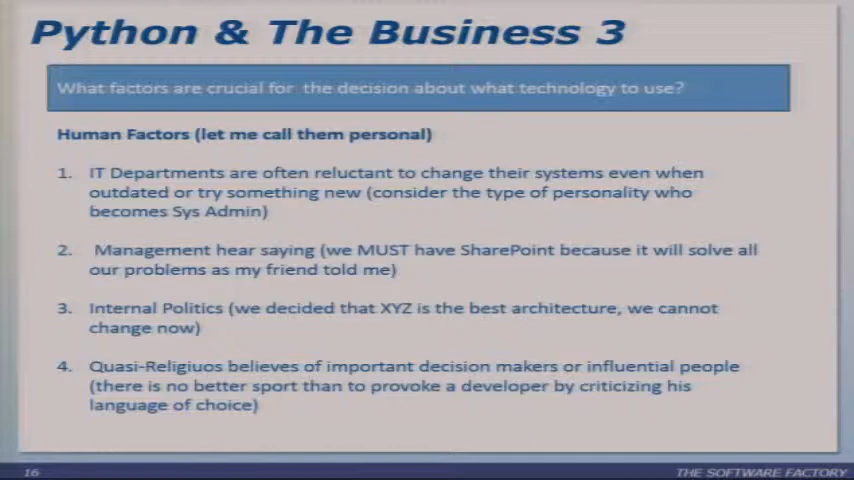 Python & The Business 3
What factors are crucial for the decision about what technology to use?
Human Factors (let me call them personal)
1. IT Departments are often reluctant to change their systems even when
outdated or try something new (consider the type of personality who
becomes Sys Admin)
2. Management hear saying (we MUST have SharePoint because it will solve all
our problems as my friend told me)
3. Internal Politics (we decided that XYZ is the best architecture, we cannot
change now)
4. Quasi-Religiuos believes of important decision makers or influential people
(there is no better sport than to provoke a developer by criticizing his
language of choice)
16
THE SOFTWARE FACTORY